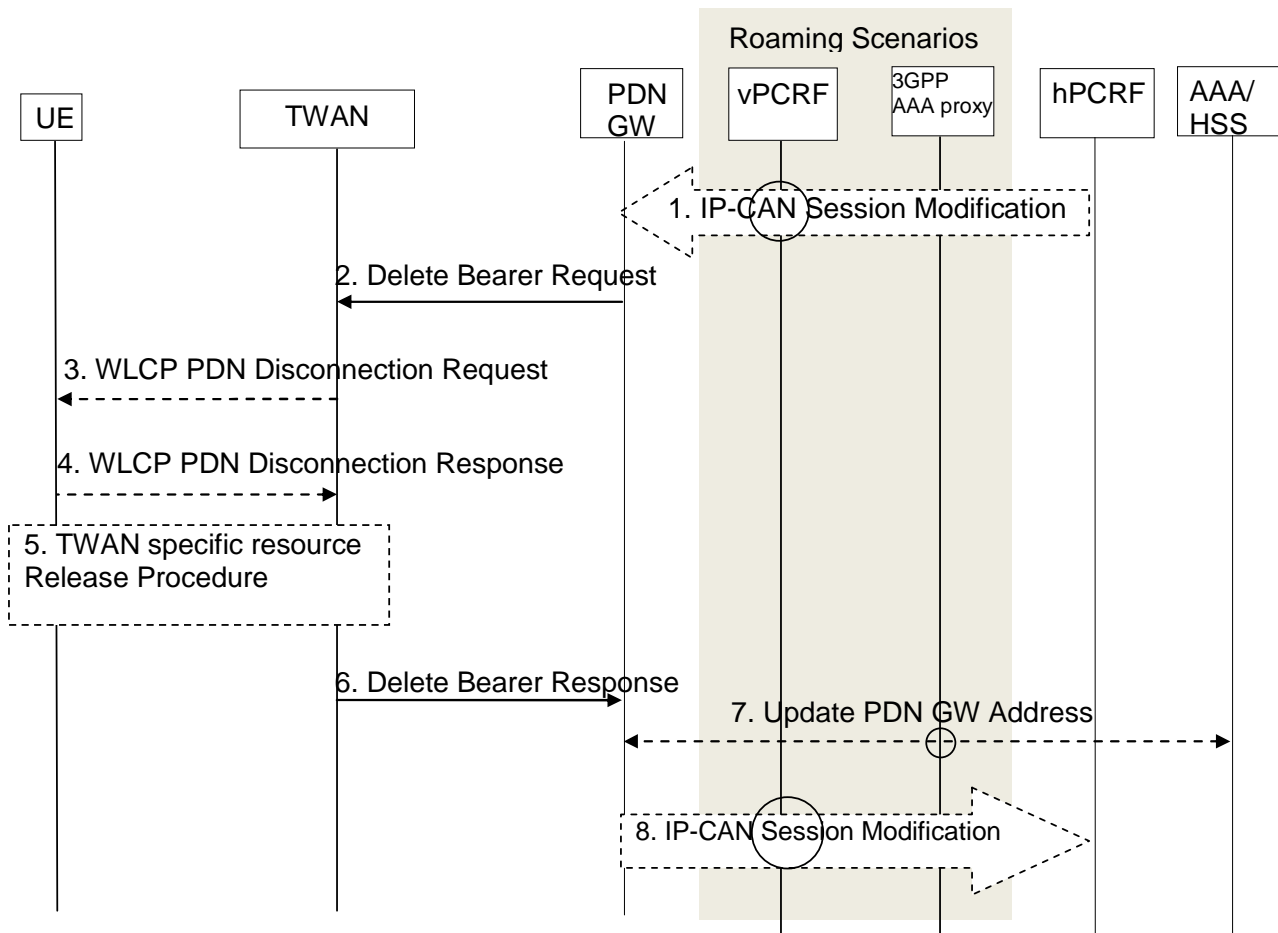 Roaming Scenarios
UE
TWAN
PDN
GW
vPCRF
3GPP
AAA proxy
hPCRF
AAA/
HSS
1. IP-CAN Session Modification
2. Delete Bearer Request
3. WLCP PDN Disconnection Request
4. WLCP PDN Disconnection Response
5. TWAN specific resource
Release Procedure
6. Delete Bearer Response
7. Update PDN GW Address
8. IP-CAN Session Modification